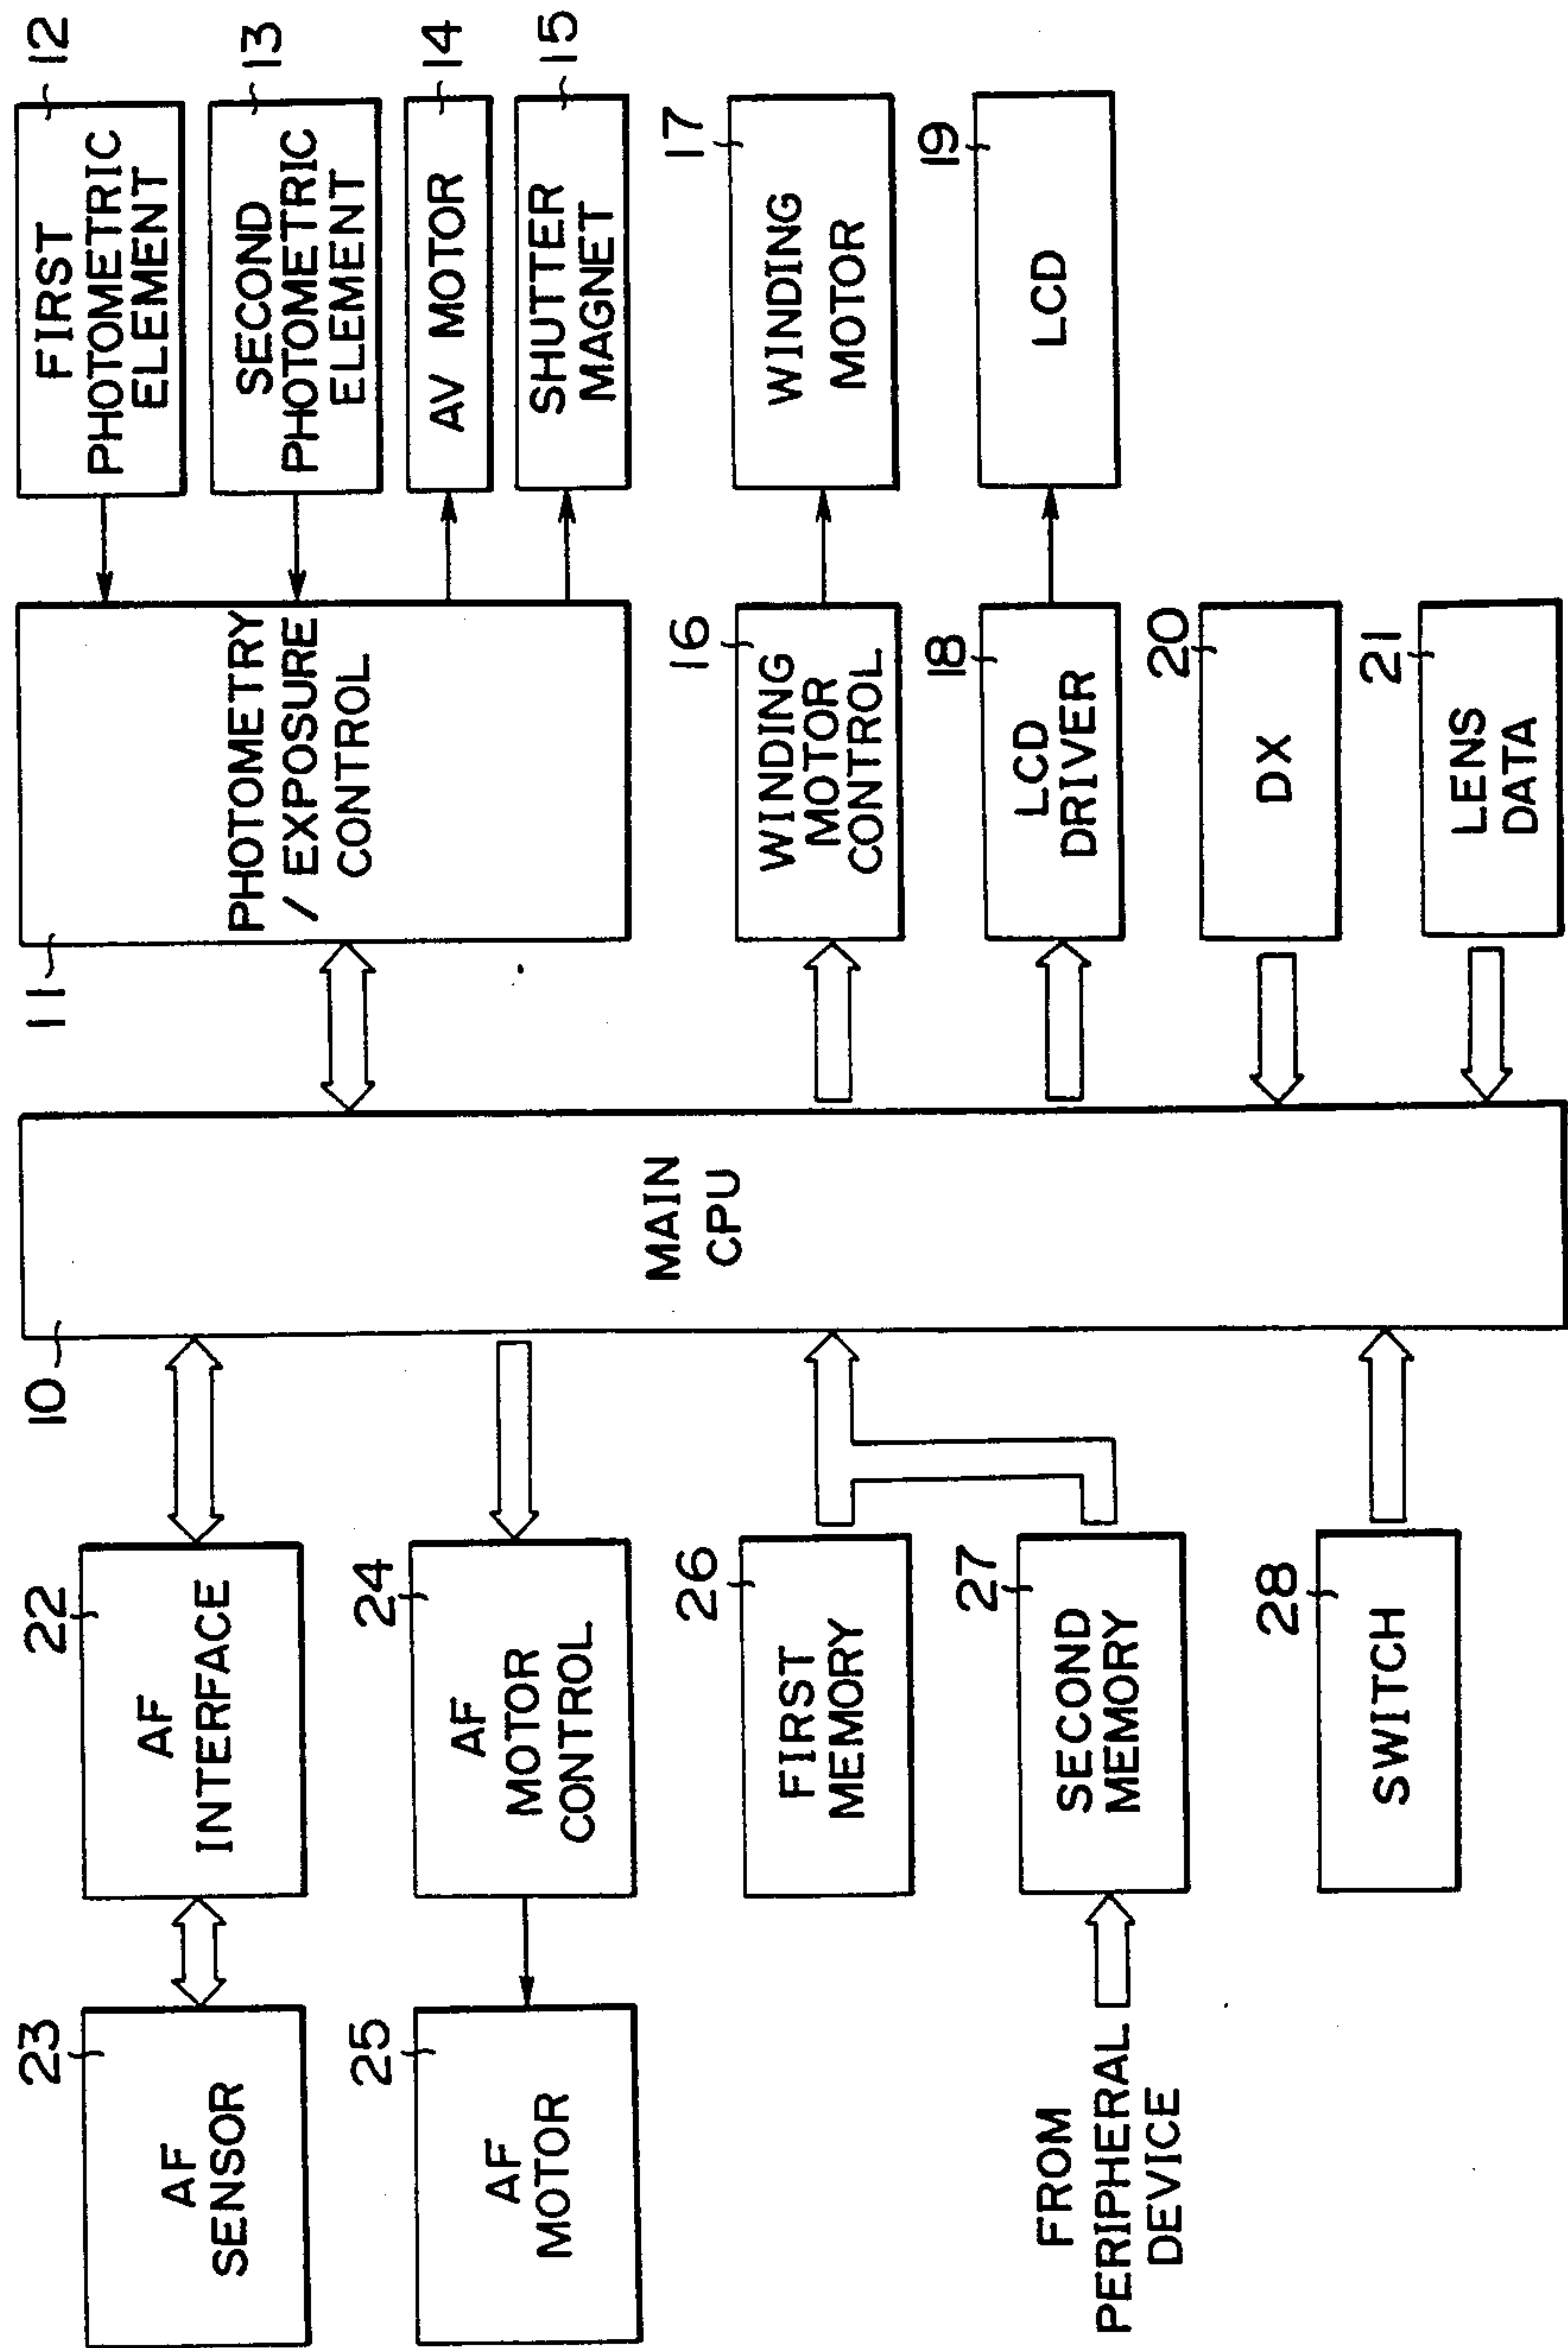 23
AF
SENSOR
22
AF
INTERFACE
10
MAIN
CPU
11
PHOTOMETRY
/ EXPOSURE
CONTROL
12
FIRST
PHOTOMETRIC
ELEMENT
13
SECOND
PHOTOMETRIC
ELEMENT
14
AV MOTOR
15
SHUTTER
MAGNET
25
AF
MOTOR
24
AF
MOTOR
CONTROL
16
WINDING
MOTOR
CONTROL
17
WINDING
MOTOR
26
FIRST
MEMORY
18
LCD
DRIVER
19
LCD
FROM
PERIPHERAL
DEVICE
27
SECOND
MEMORY
20
DX
28
SWITCH
21
LENS
DATA